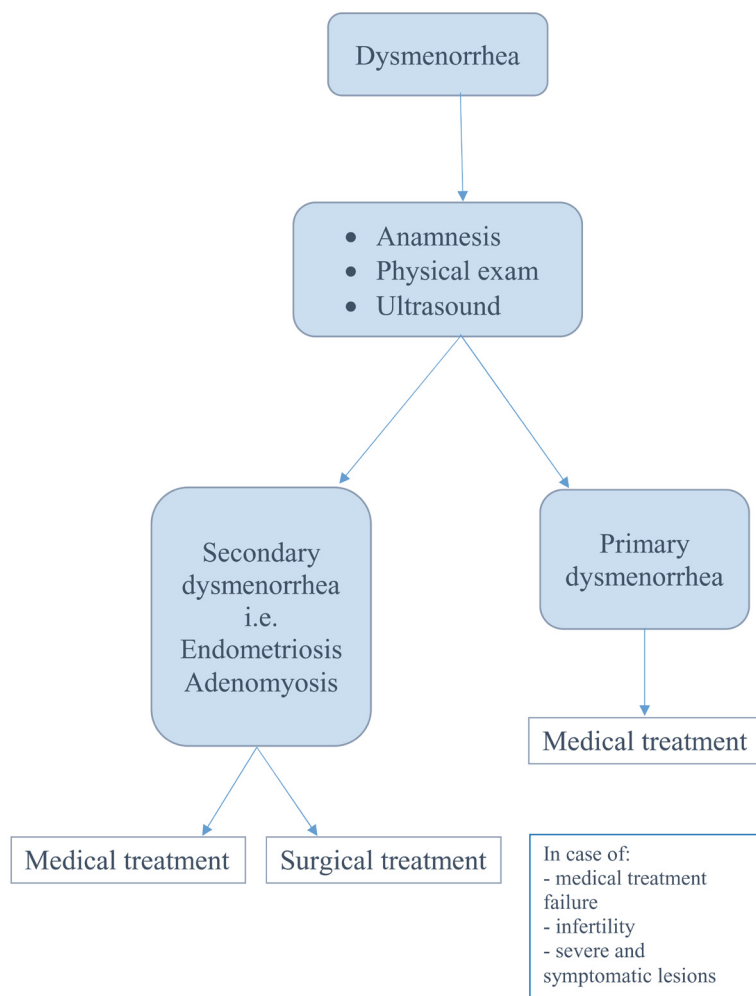 Dysmenorrhea
• Anamnesis
• Physical exam
• Ultrasound
Secondary
dysmenorrhea
i.e.
Endometriosis
Adenomyosis
Primary
dysmenorrhea
Medical treatment
Medical treatment
Surgical treatment
In case of:
- medical treatment
failure
- infertility
- severe and
symptomatic lesions